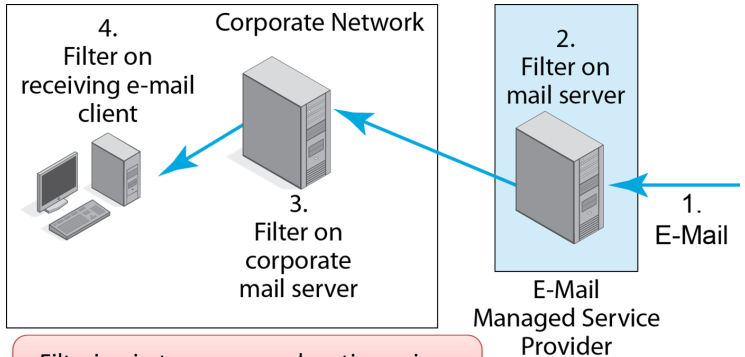 Corporate Network
4.
Filter on
receiving e-mail
client
3.
Filter on
corporate
mail server
2.
Filter on
mail server
1.
E-Mail
E-Mail
Managed Service
Provider